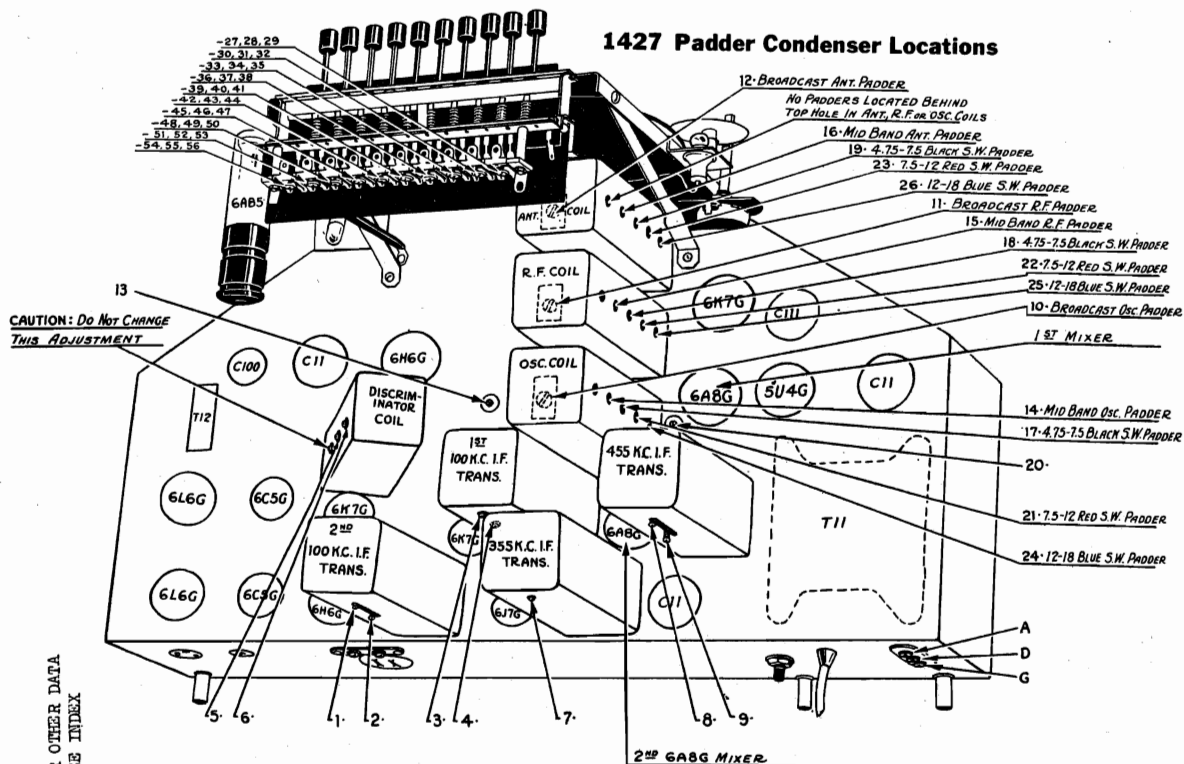 1427 Padder Condenser Locations
-27, 28, 29
-30, 31, 32
-33, 34, 35
-36, 37, 38
-39, 40, 41
-42, 43, 44
-45, 46, 47
-48, 49, 50
-51, 52, 53
-54, 55, 56
12· BROADCAST ANT. PADDER
NO PADDERS LOCATED BEHIND
TOP HOLE IN ANT, R.F. OR OSC. COILS
16· MID BAND ANT. PADDER
19· 4.75-7.5 BLACK S.W. PADDER
23· 7.5-12 RED S.W. PADDER
26· 12-18 BLUE S.W. PADDER
11· BROADCAST R.F. PADDER
15· MID BAND R.F. PADDER
18· 4.75-7.5 BLACK S.W. PADDER
22· 7.5-12 RED S.W. PADDER
25· 12-18 BLUE S.W. PADDER
10· BROADCAST OSC. PADDER
1ST MIXER
14· MID BAND OSC. PADDER
17· 4.75-7.5 BLACK S.W. PADDER
20·
21· 7.5-12 RED S.W. PADDER
24· 12-18 BLUE S.W. PADDER
6AB5
ANT. COIL
R.F. COIL
6K7G
C111
13
CAUTION: DO NOT CHANGE
THIS ADJUSTMENT
C100
C11
6H6G
OSC. COIL
6A8G
5U4G
C11
T12
DISCRIM-
INATOR
COIL
1ST
100 K.C. I.F.
TRANS.
455 K.C. I.F.
TRANS.
6L6G
6C5G
6K7G
6K7G
6A8G
T11
2ND
100 K.C. I.F.
TRANS.
355 K.C. I.F.
TRANS.
6L6G
6C5G
6H6G
6J7G
C11
A
D
G
5·
6·
1·
2·
3·
4·
7·
8·
9·
2ND 6A8G MIXER
OTHER DATA
INDEX